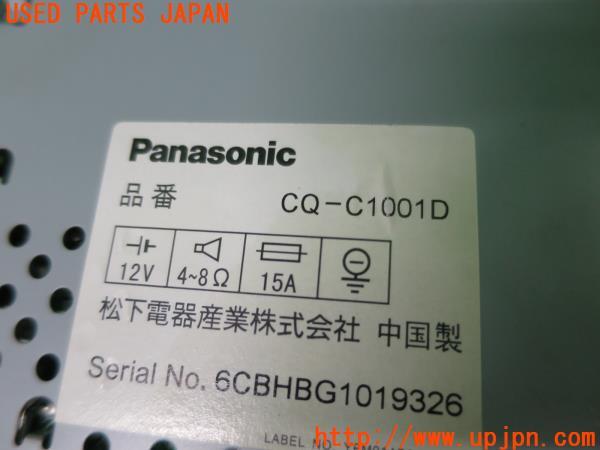 USED PARTS JAPAN
Panasonic
品番 CQ-C1001D
12V 4~8Ω 15A
松下電器産業株式会社 中国製
Serial No. 6CBHBG1019326
LABEL NO.
http://www.upjpn.com